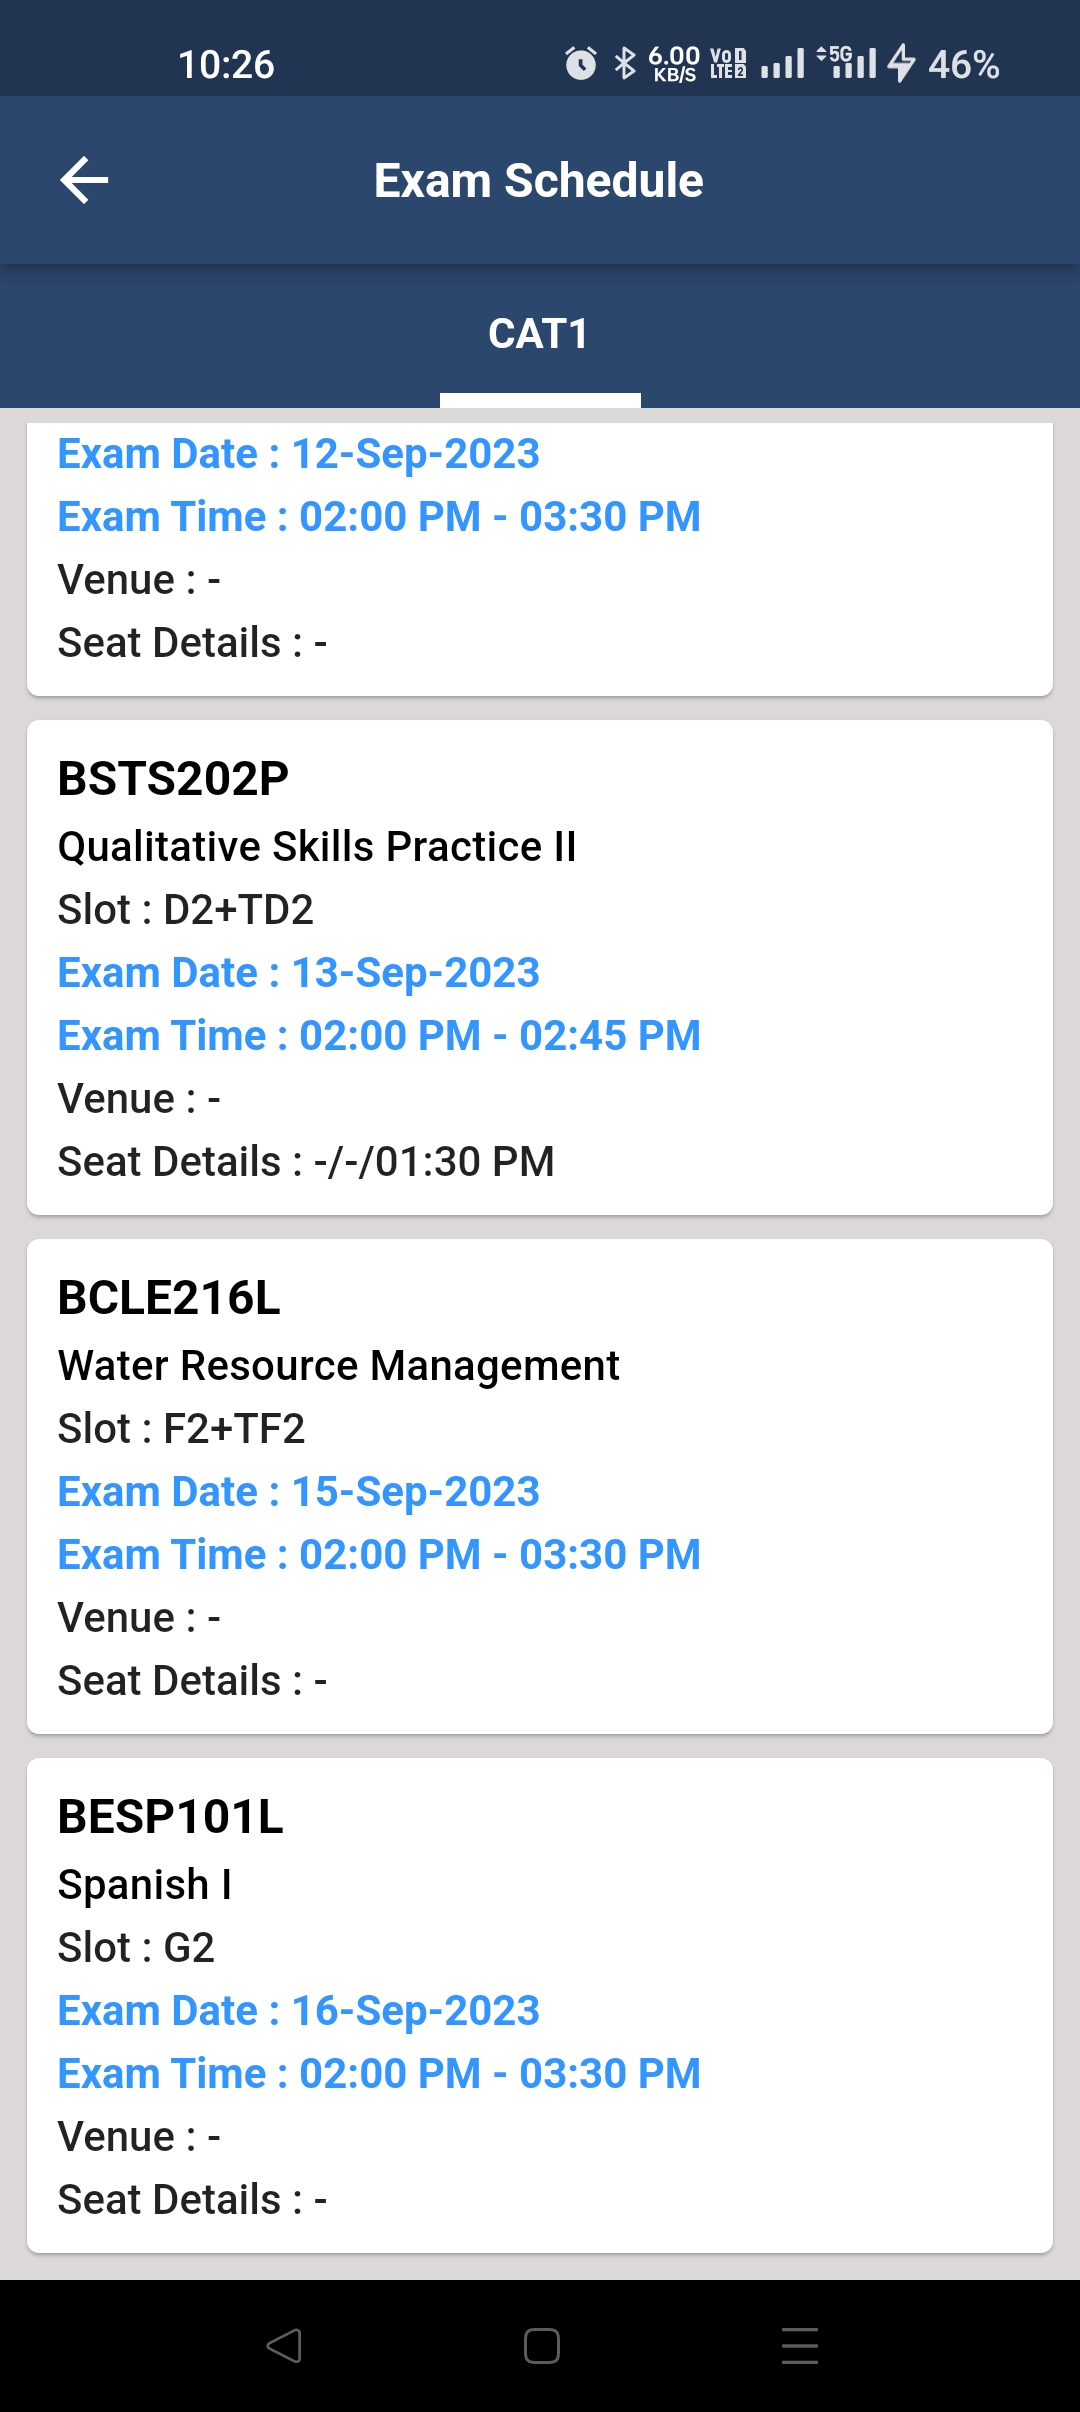 10:26 6.00 KB/S VoD LTE 2 5G 46%
Exam Schedule
CAT1
Exam Date : 12-Sep-2023
Exam Time : 02:00 PM - 03:30 PM
Venue : -
Seat Details : -
BSTS202P
Qualitative Skills Practice II
Slot : D2+TD2
Exam Date : 13-Sep-2023
Exam Time : 02:00 PM - 02:45 PM
Venue : -
Seat Details : -/-/01:30 PM
BCLE216L
Water Resource Management
Slot : F2+TF2
Exam Date : 15-Sep-2023
Exam Time : 02:00 PM - 03:30 PM
Venue : -
Seat Details : -
BESP101L
Spanish I
Slot : G2
Exam Date : 16-Sep-2023
Exam Time : 02:00 PM - 03:30 PM
Venue : -
Seat Details : -